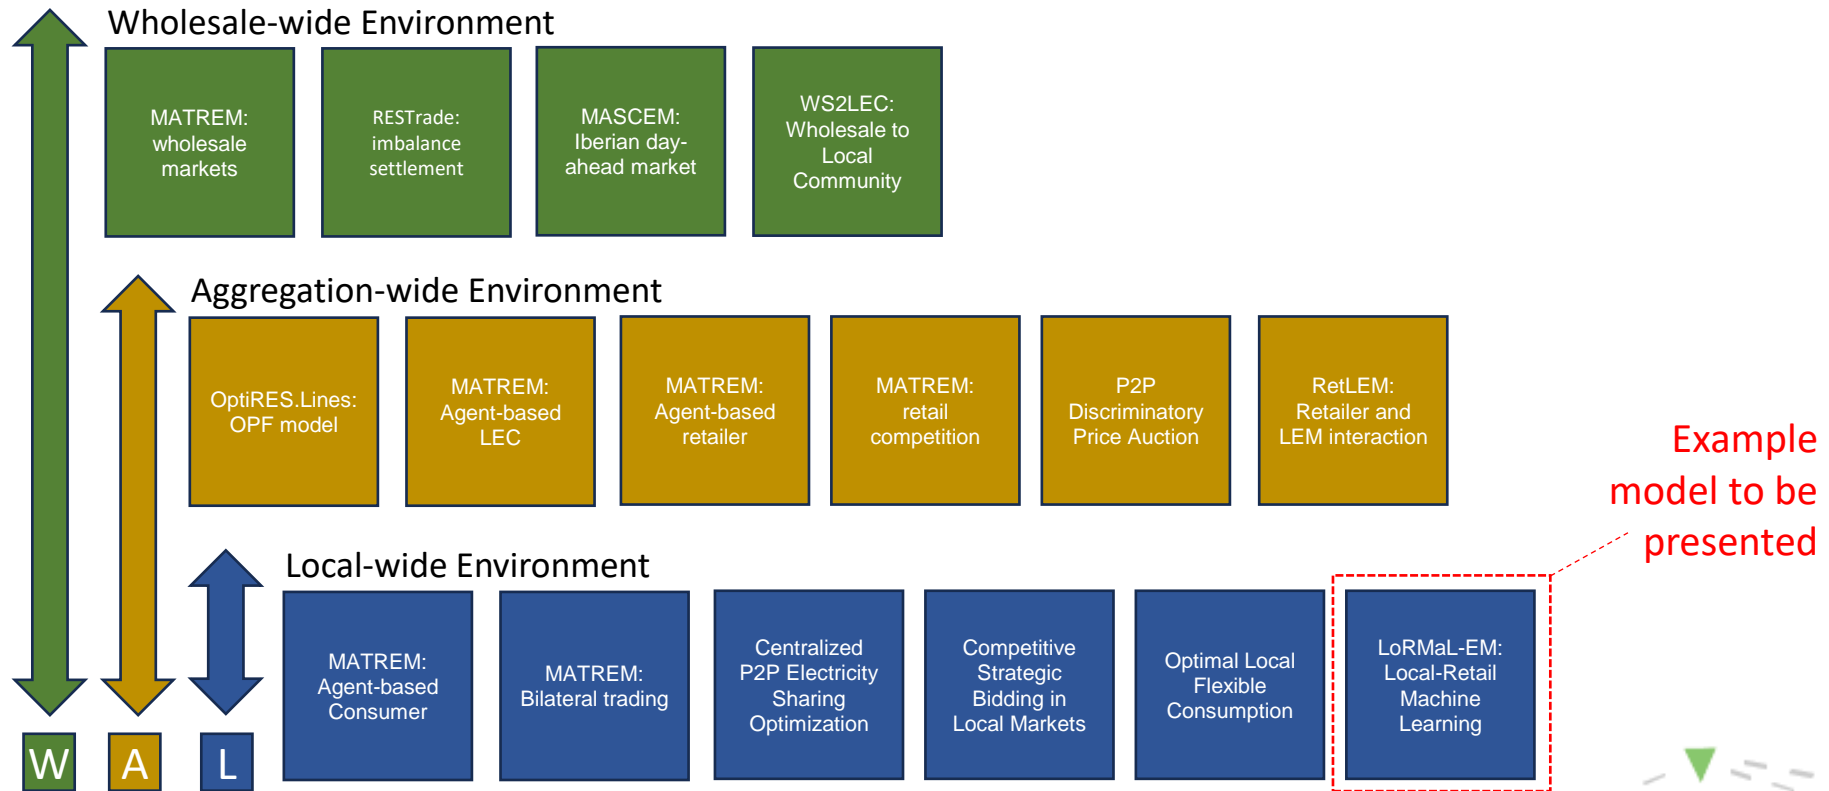 Wholesale-wide Environment
MATREM:
wholesale
markets
RESTrade:
imbalance
settlement
MASCEM:
Iberian day-
ahead market
WS2LEC:
Wholesale to
Local
Community
Aggregation-wide Environment
OptiRES.Lines:
OPF model
MATREM:
Agent-based
LEC
MATREM:
Agent-based
retailer
MATREM:
retail
competition
P2P
Discriminatory
Price Auction
RetLEM:
Retailer and
LEM interaction
Example
model to be
presented
Local-wide Environment
MATREM:
Agent-based
Consumer
MATREM:
Bilateral trading
Centralized
P2P Electricity
Sharing
Optimization
Competitive
Strategic
Bidding in
Local Markets
Optimal Local
Flexible
Consumption
LoRMaL-EM:
Local-Retail
Machine
Learning
W
A
L